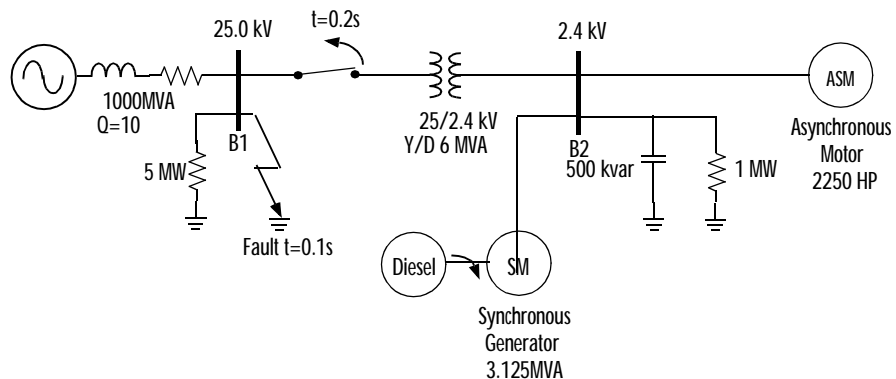 25.0 kV
t=0.2s
2.4 kV
1000MVA
Q=10
B1
5 MW
Fault t=0.1s
25/2.4 kV
Y/D 6 MVA
B2
500 kvar
1 MW
ASM
Asynchronous
Motor
2250 HP
Diesel
SM
Synchronous
Generator
3.125MVA